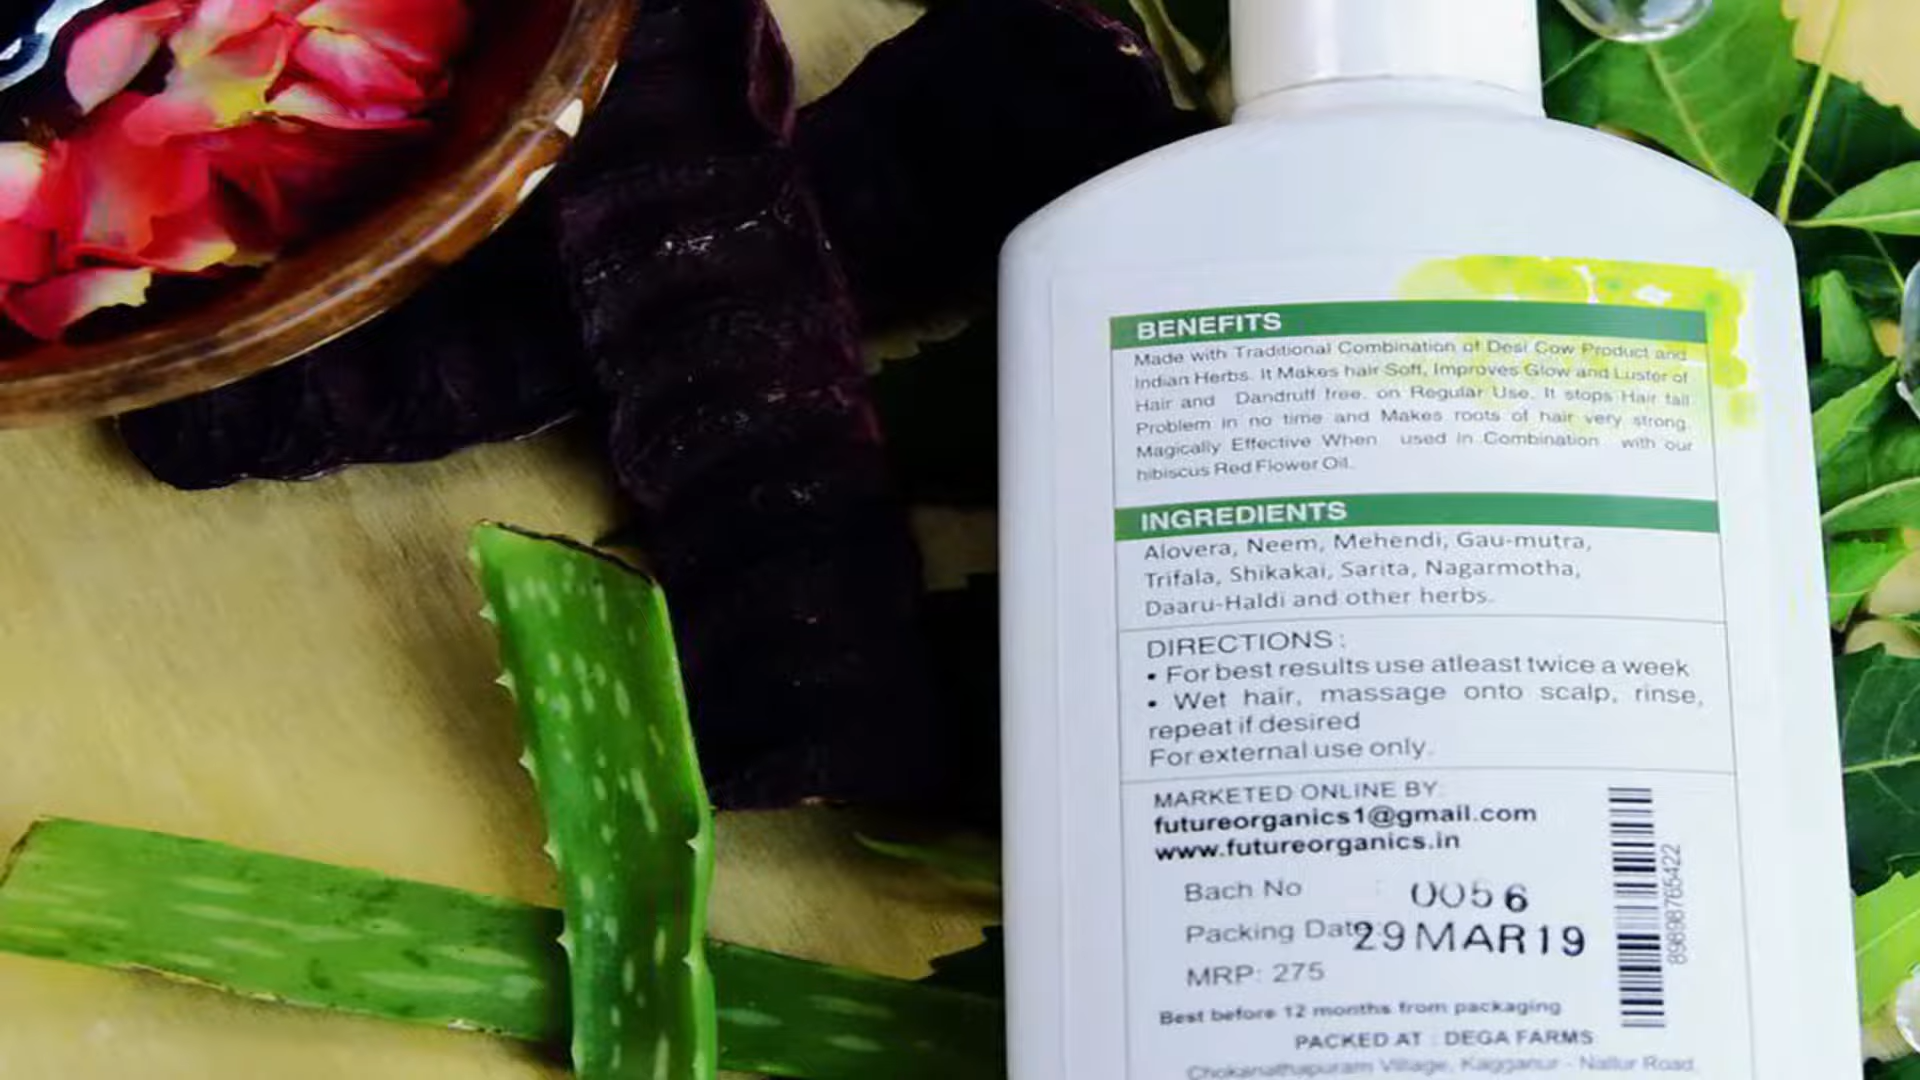 BENEFITS
Made with Traditional Combination of Desi Cow Product and
Indian Herbs. It Makes hair Soft, Improves Glow and Luster of
Hair and Dandruff free. on Regular Use. It stops Hair fall
Problem in no time and Makes roots of hair very strong.
Magically Effective When used in Combination with our
hibiscus Red Flower Oil.
INGREDIENTS
Alovera, Neem, Mehendi, Gau-mutra,
Trifala, Shikakai, Sarita, Nagarmotha,
Daaru-Haldi and other herbs.
DIRECTIONS :
• For best results use atleast twice a week
• Wet hair, massage onto scalp, rinse,
repeat if desired
For external use only.
MARKETED ONLINE BY:
futureorganics1@gmail.com
www.futureorganics.in
Bach No : 0056
Packing Date: 29 MAR 19
MRP: 275
8989898765422
Best before 12 months from packaging
PACKED AT : DEGA FARMS
Chokanathapuram Village, Kagganur - Nallur Road,